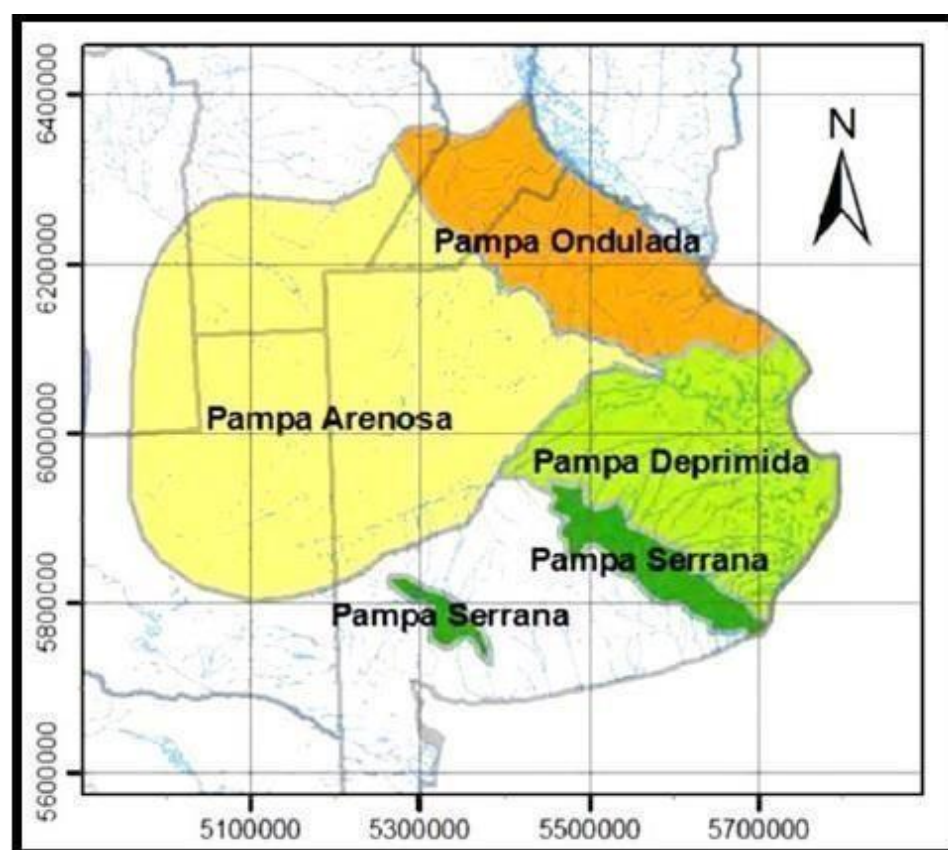 N
Pampa Ondulada
Pampa Arenosa
Pampa Deprimida
Pampa Serrana
Pampa Serrana
6400000
6200000
6000000
5800000
5600000
5100000
5300000
5500000
5700000